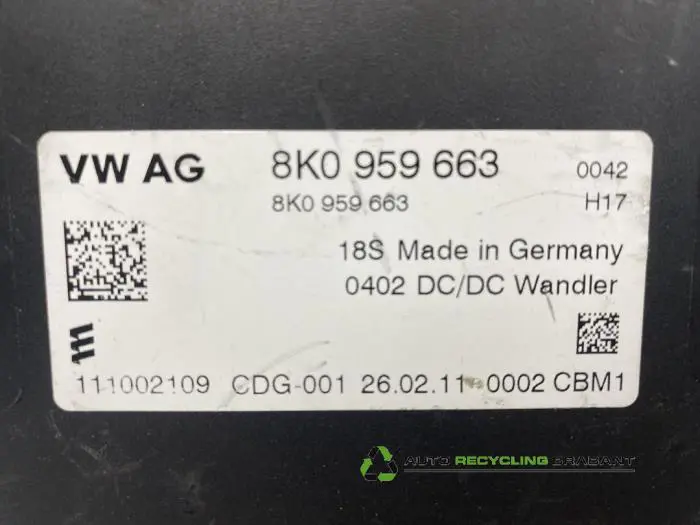 VW AG 8K0 959 663 0042
8K0 959 663 H17
18S Made in Germany
0402 DC/DC Wandler
111002109 CDG-001 26.02.11 0002 CBM1
AUTO RECYCLING BRABANT